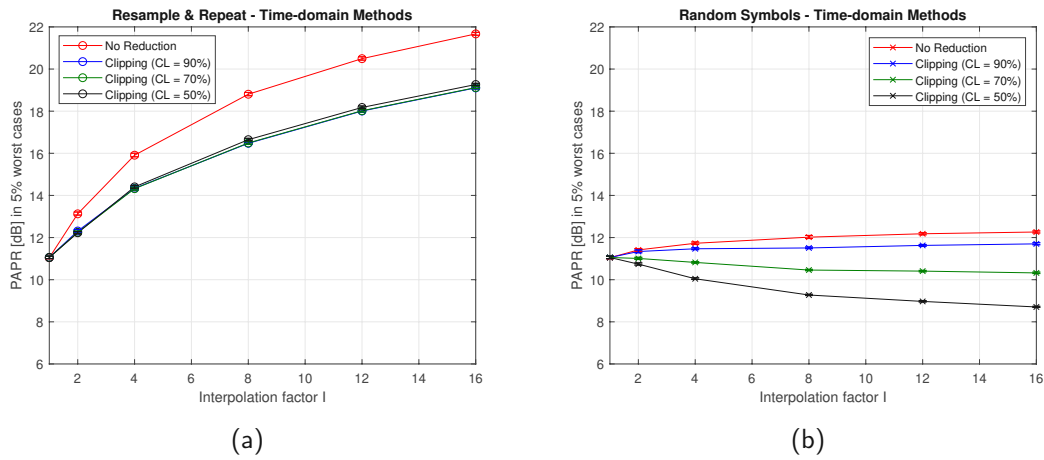 Resample & Repeat - Time-domain Methods
22
20
18
16
14
12
10
8
6
PAPR [dB] in 5% worst cases
No Reduction
Clipping (CL = 90%)
Clipping (CL = 70%)
Clipping (CL = 50%)
2 4 6 8 10 12 14 16
Interpolation factor I
(a)
Random Symbols - Time-domain Methods
22
20
18
16
14
12
10
8
6
PAPR [dB] in 5% worst cases
No Reduction
Clipping (CL = 90%)
Clipping (CL = 70%)
Clipping (CL = 50%)
2 4 6 8 10 12 14 16
Interpolation factor I
(b)